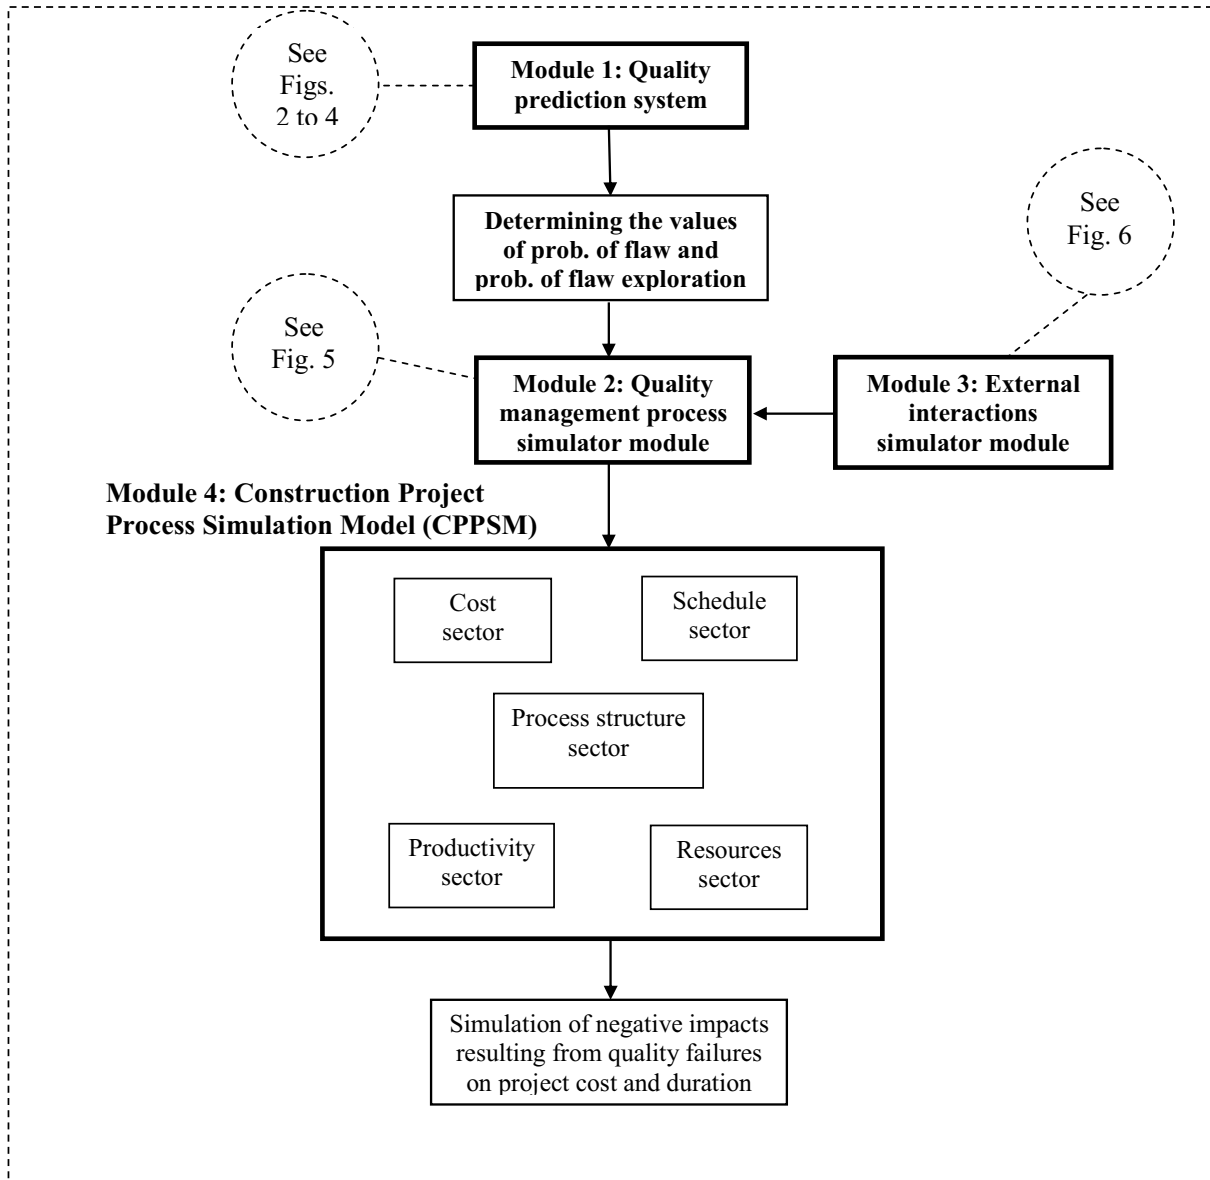 See
Figs.
2 to 4
Module 1: Quality
prediction system
Determining the values
of prob. of flaw and
prob. of flaw exploration
See
Fig. 6
See
Fig. 5
Module 2: Quality
management process
simulator module
Module 3: External
interactions
simulator module
Module 4: Construction Project
Process Simulation Model (CPPSM)
Cost
sector
Schedule
sector
Process structure
sector
Productivity
sector
Resources
sector
Simulation of negative impacts
resulting from quality failures
on project cost and duration